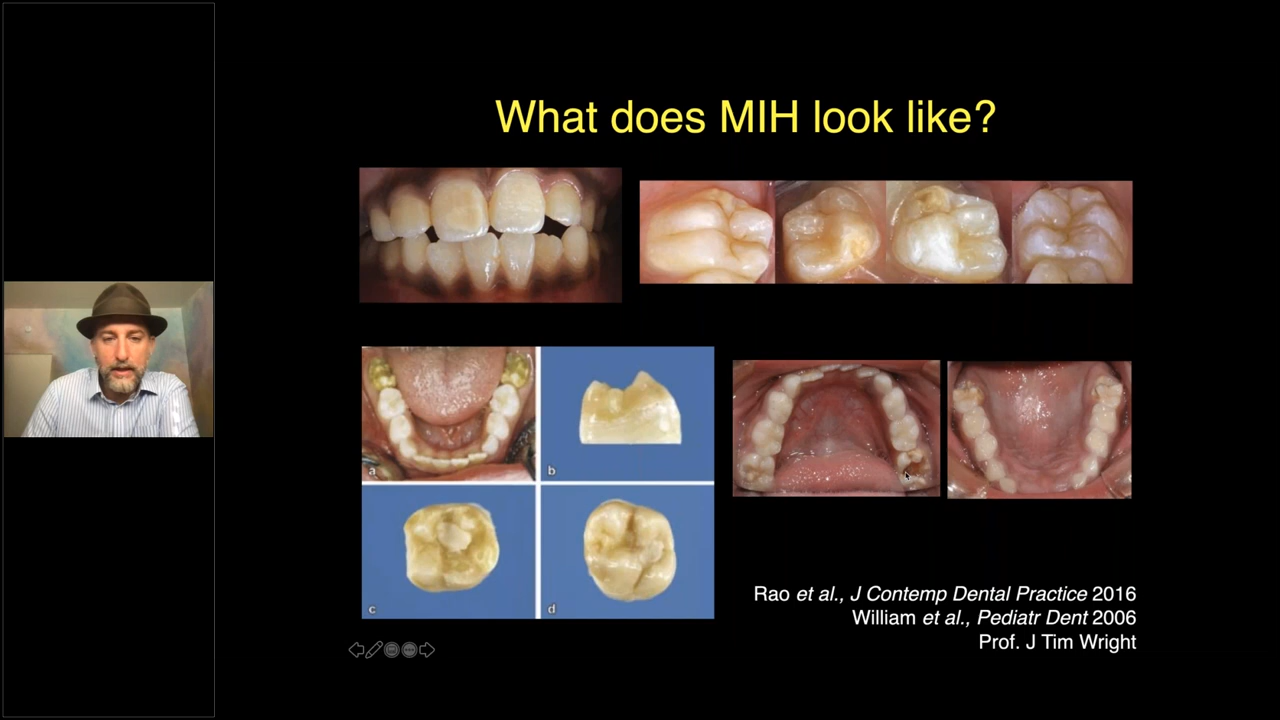 What does MIH look like?
a
b
c
d
Rao et al., J Contemp Dental Practice 2016
William et al., Pediatr Dent 2006
Prof. J Tim Wright